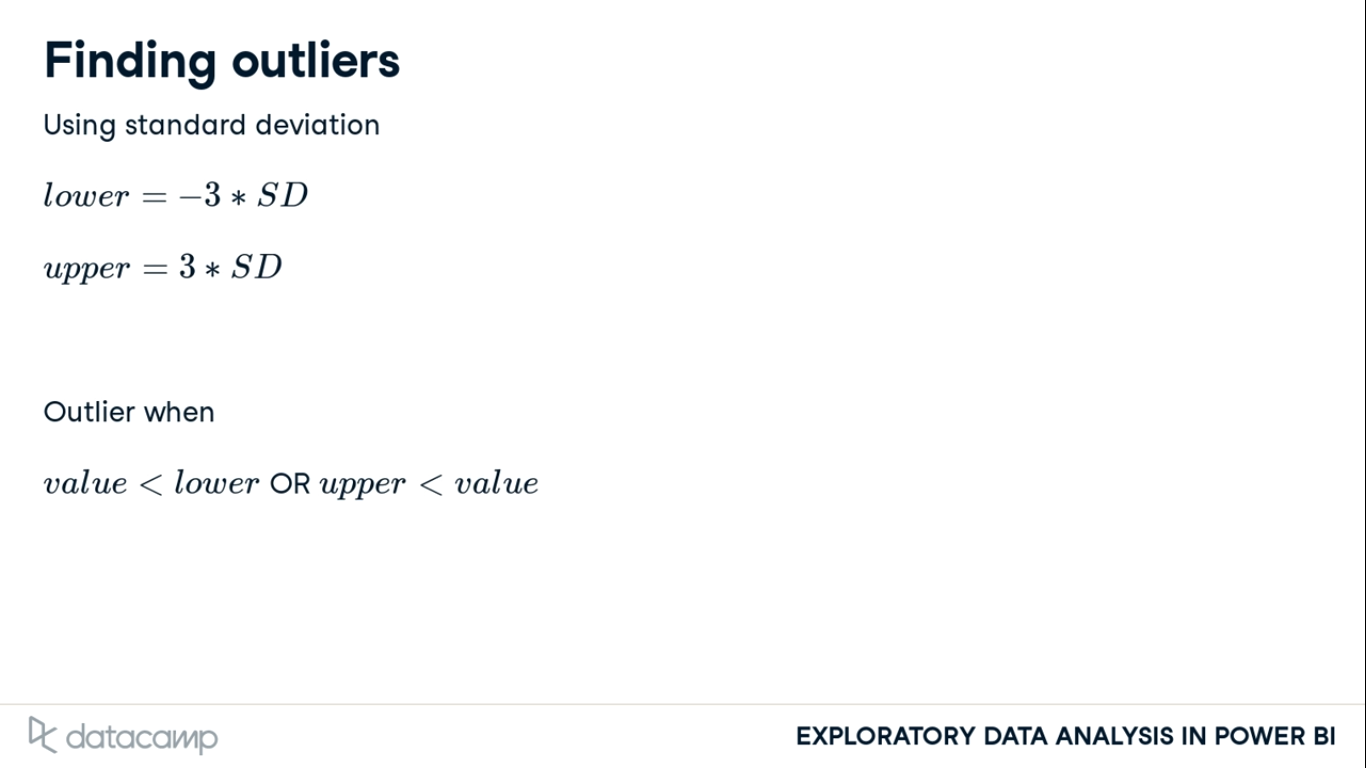 Finding outliers
Using standard deviation
lower = −3 ∗ SD
upper = 3 ∗ SD
Outlier when
value < lower OR upper < value
datacamp
EXPLORATORY DATA ANALYSIS IN POWER BI